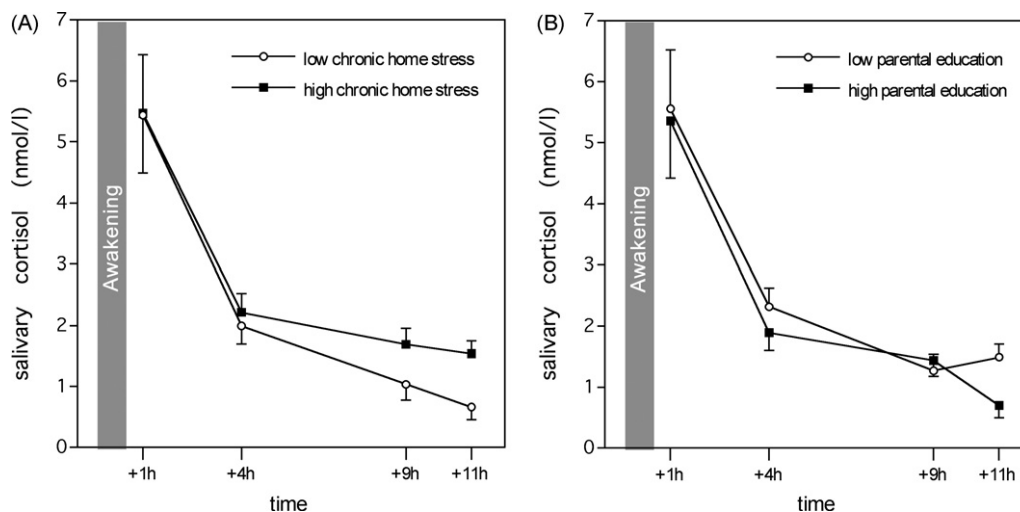 (A)
7
6
5
4
3
2
1
0
salivary cortisol (nmol/l)
Awakening
low chronic home stress
high chronic home stress
+1h +4h +9h +11h
time
(B)
7
6
5
4
3
2
1
0
salivary cortisol (nmol/l)
Awakening
low parental education
high parental education
+1h +4h +9h +11h
time